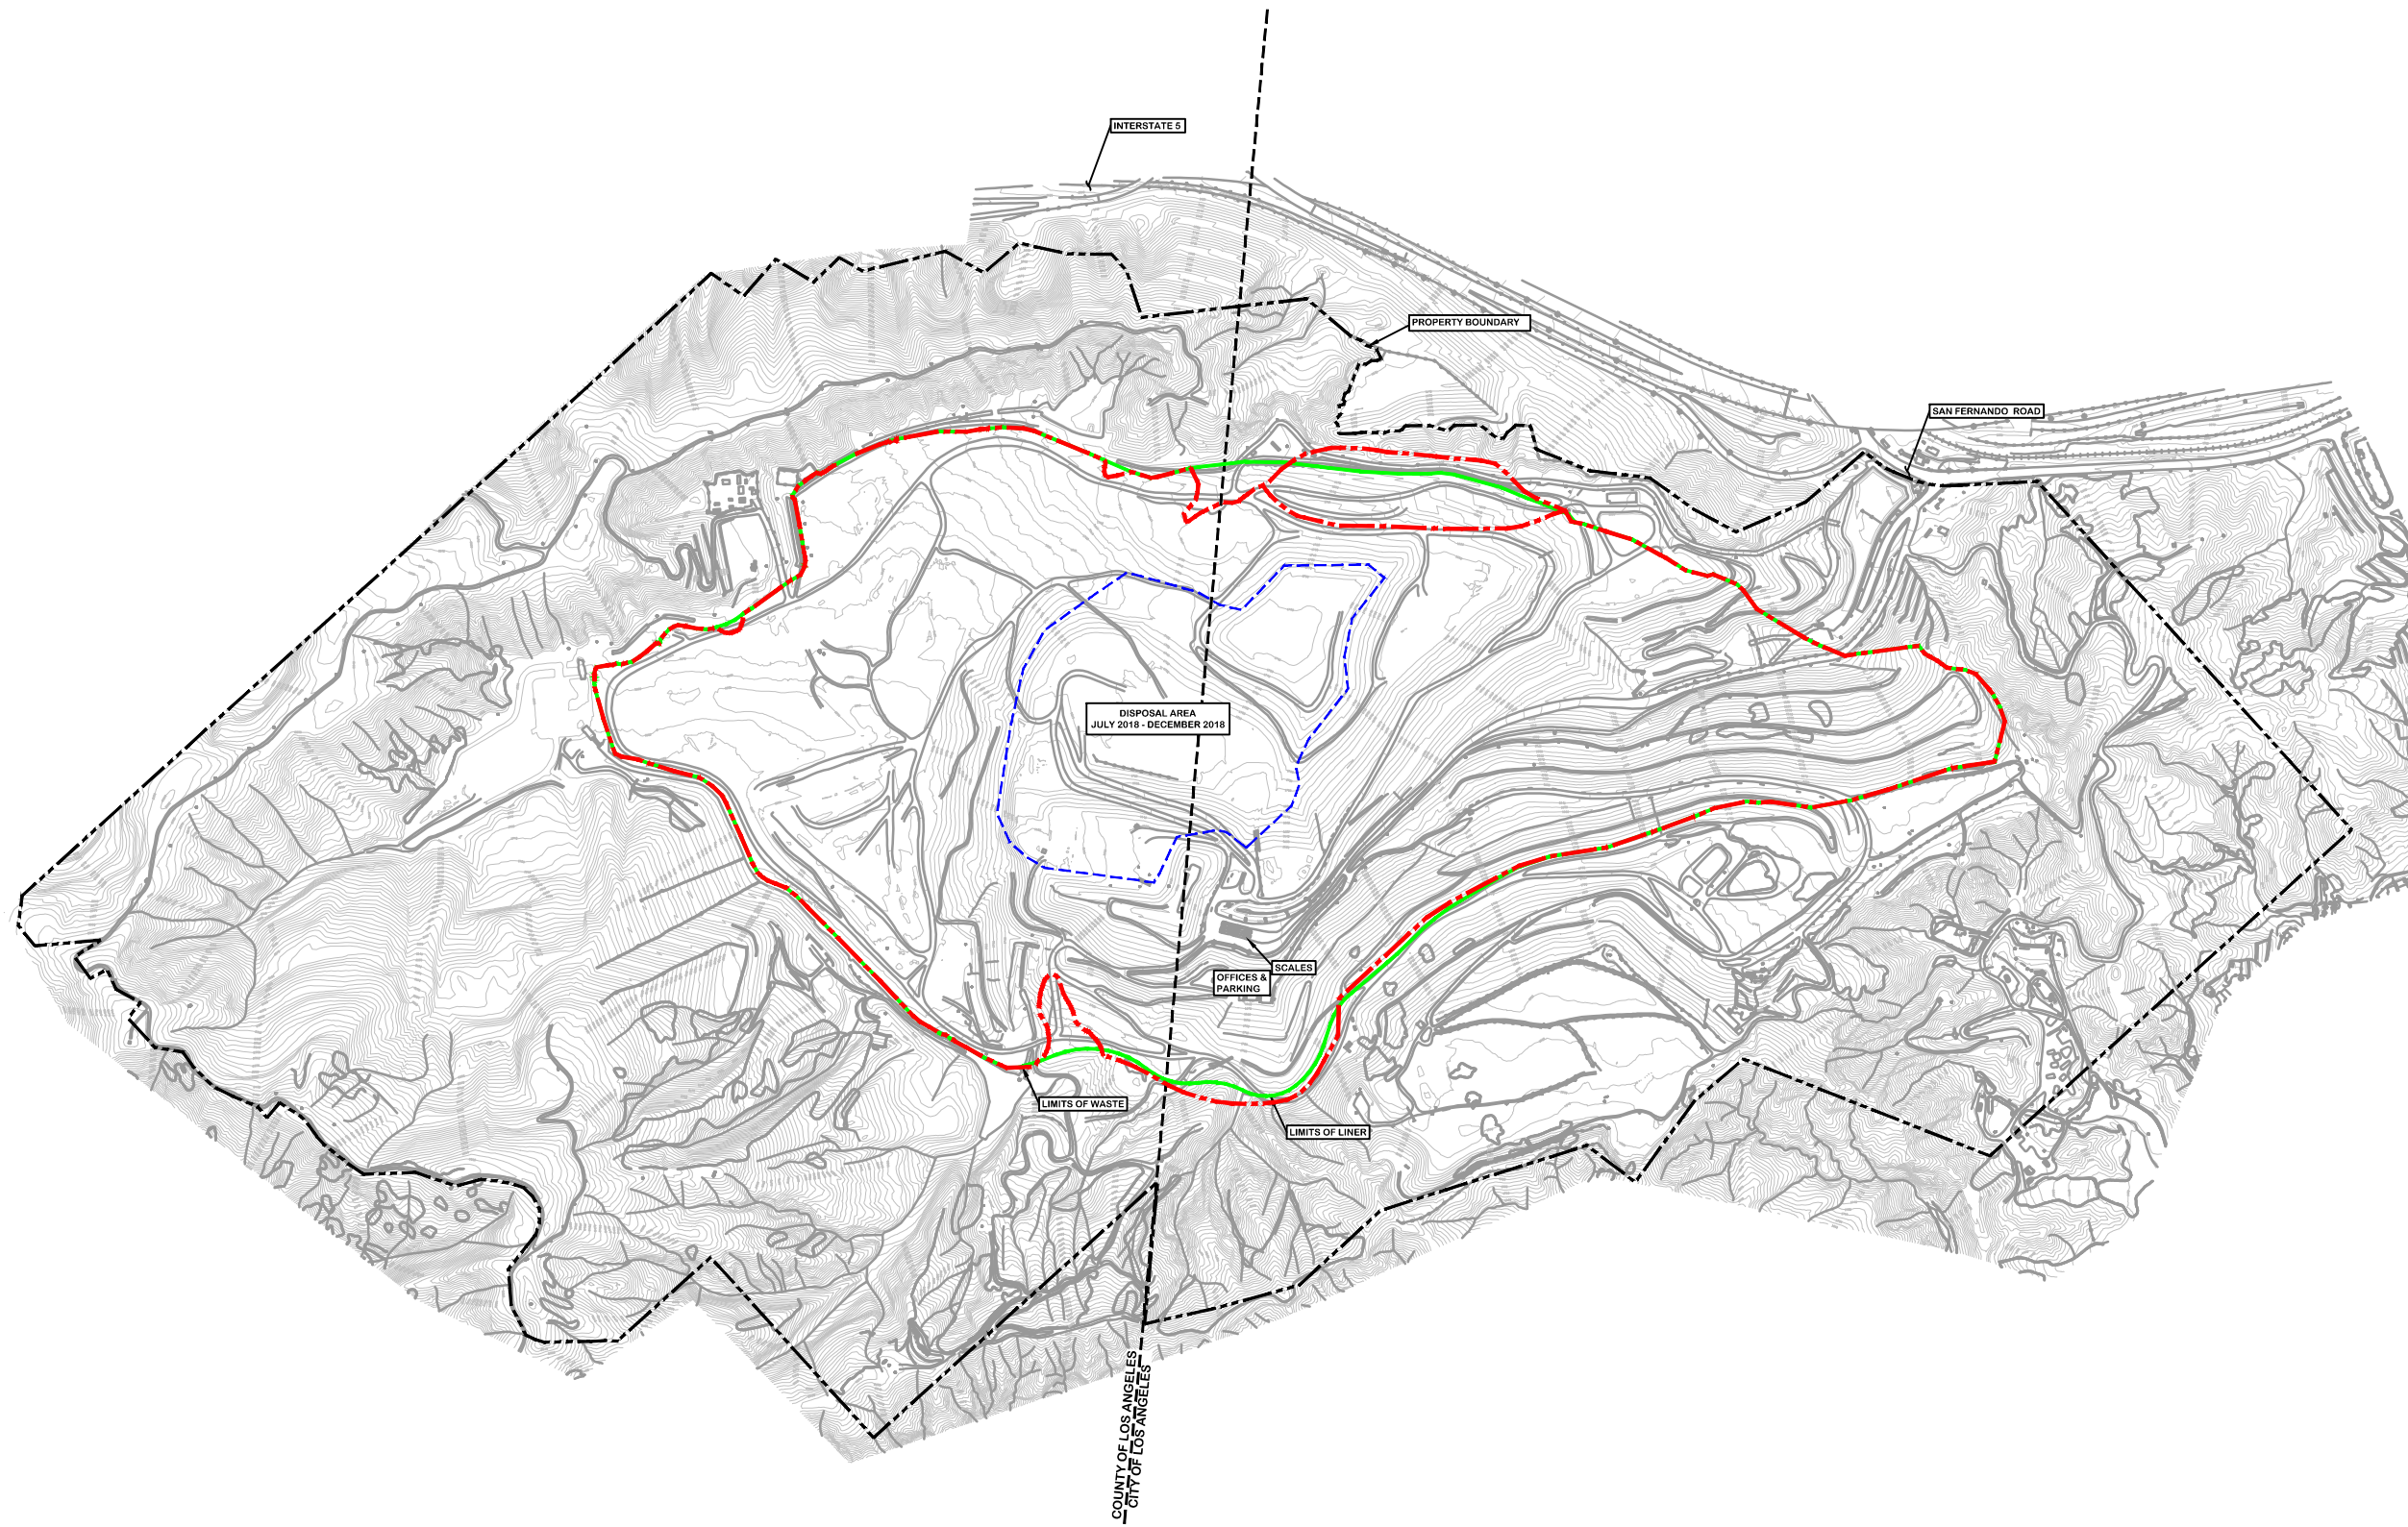 INTERSTATE 5
PROPERTY BOUNDARY
SAN FERNANDO ROAD
DISPOSAL AREA
JULY 2018 - DECEMBER 2018
SCALES
OFFICES &
PARKING
LIMITS OF WASTE
LIMITS OF LINER
COUNTY OF LOS ANGELES
CITY OF LOS ANGELES